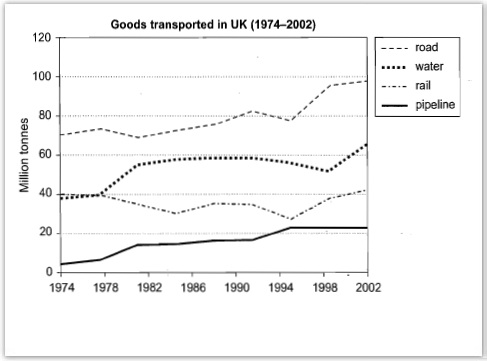 Goods transported in UK (1974–2002)
120
100
80
60
40
20
0
Million tonnes
1974 1978 1982 1986 1990 1994 1998 2002
road
water
rail
pipeline